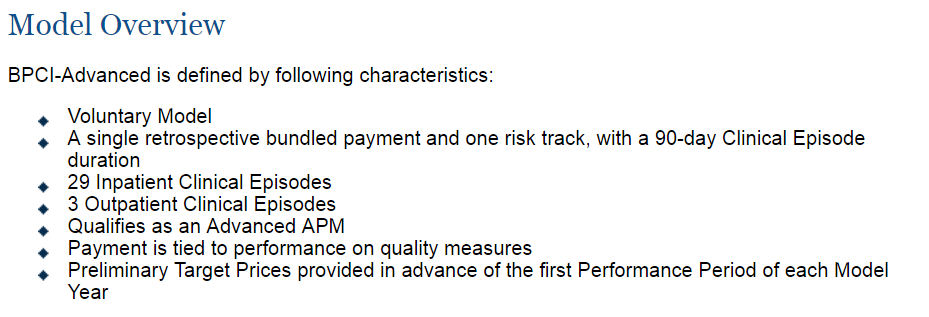 Model Overview
BPCI-Advanced is defined by following characteristics:
Voluntary Model
A single retrospective bundled payment and one risk track, with a 90-day Clinical Episode
duration
29 Inpatient Clinical Episodes
3 Outpatient Clinical Episodes
Qualifies as an Advanced APM
Payment is tied to performance on quality measures
Preliminary Target Prices provided in advance of the first Performance Period of each Model
Year